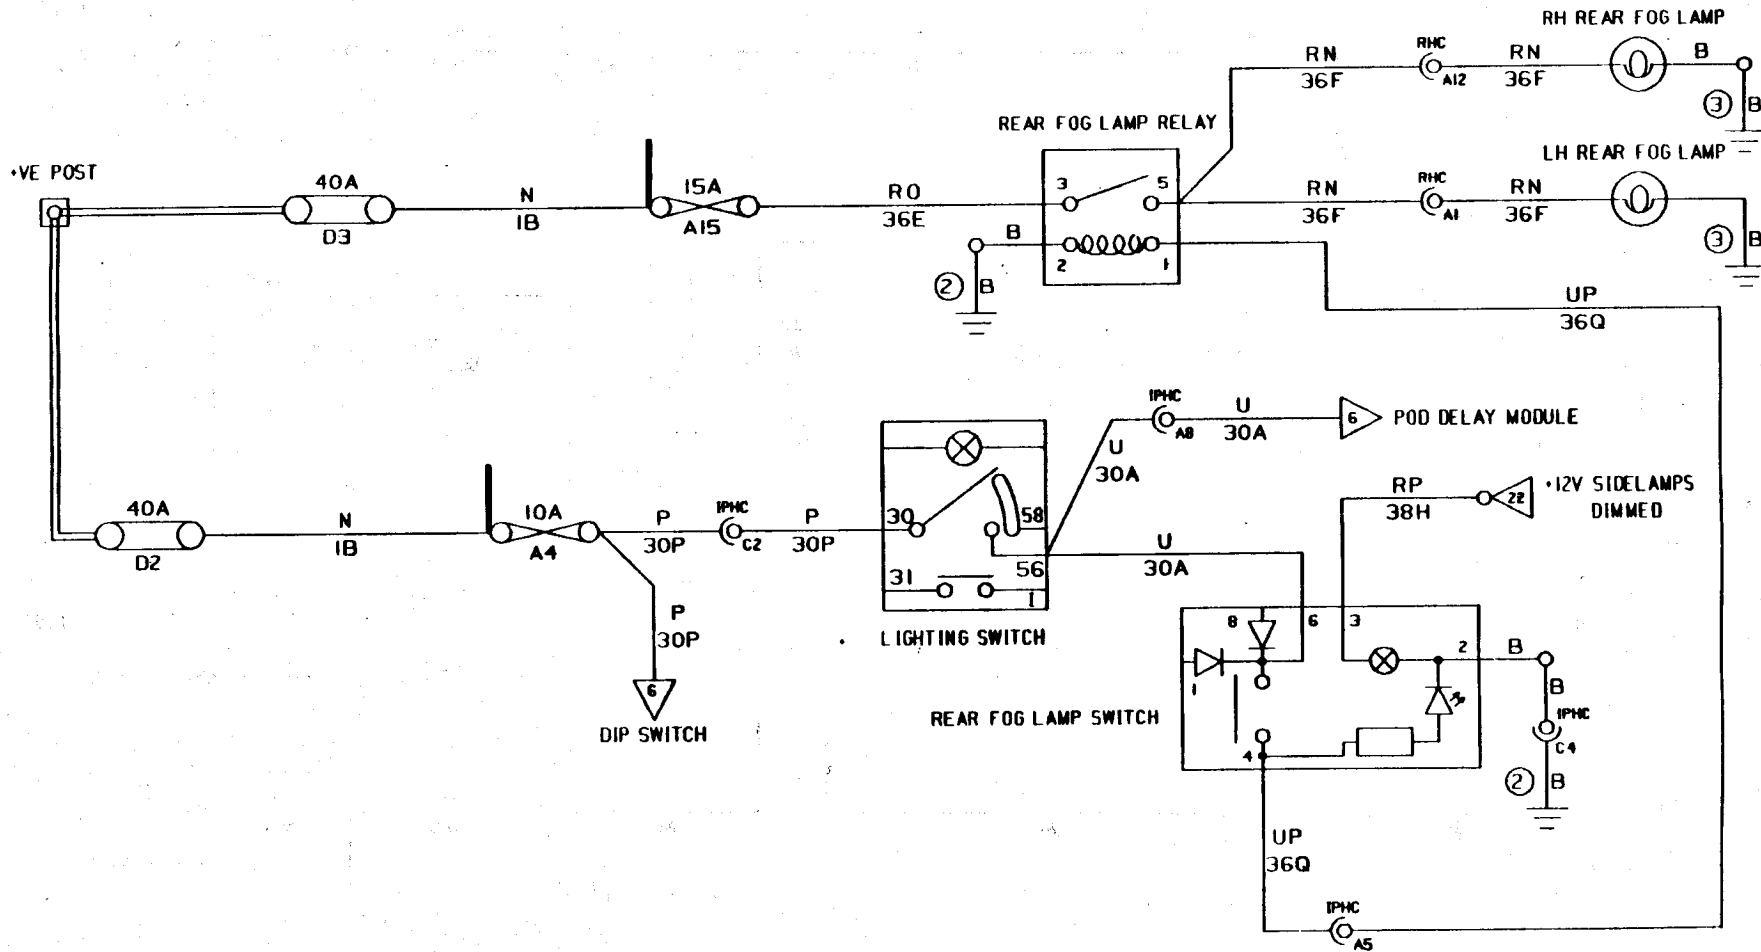 RH REAR FOG LAMP
RN
36F
RHC
A12
RN
36F
B
3
B
REAR FOG LAMP RELAY
LH REAR FOG LAMP
+VE POST
40A
D3
N
1B
15A
A15
RO
36E
3
5
2
1
B
2
B
RN
36F
RHC
A1
RN
36F
3
B
UP
36Q
40A
D2
N
1B
10A
A4
P
30P
IPHC
C2
P
30P
P
30P
6
DIP SWITCH
30
58
56
31
1
LIGHTING SWITCH
U
30A
IPHC
A8
U
30A
6
POD DELAY MODULE
U
30A
RP
38H
22
+12V SIDELAMPS
DIMMED
8
6
3
2
1
4
REAR FOG LAMP SWITCH
B
B
IPHC
C4
2
B
UP
36Q
IPHC
A5